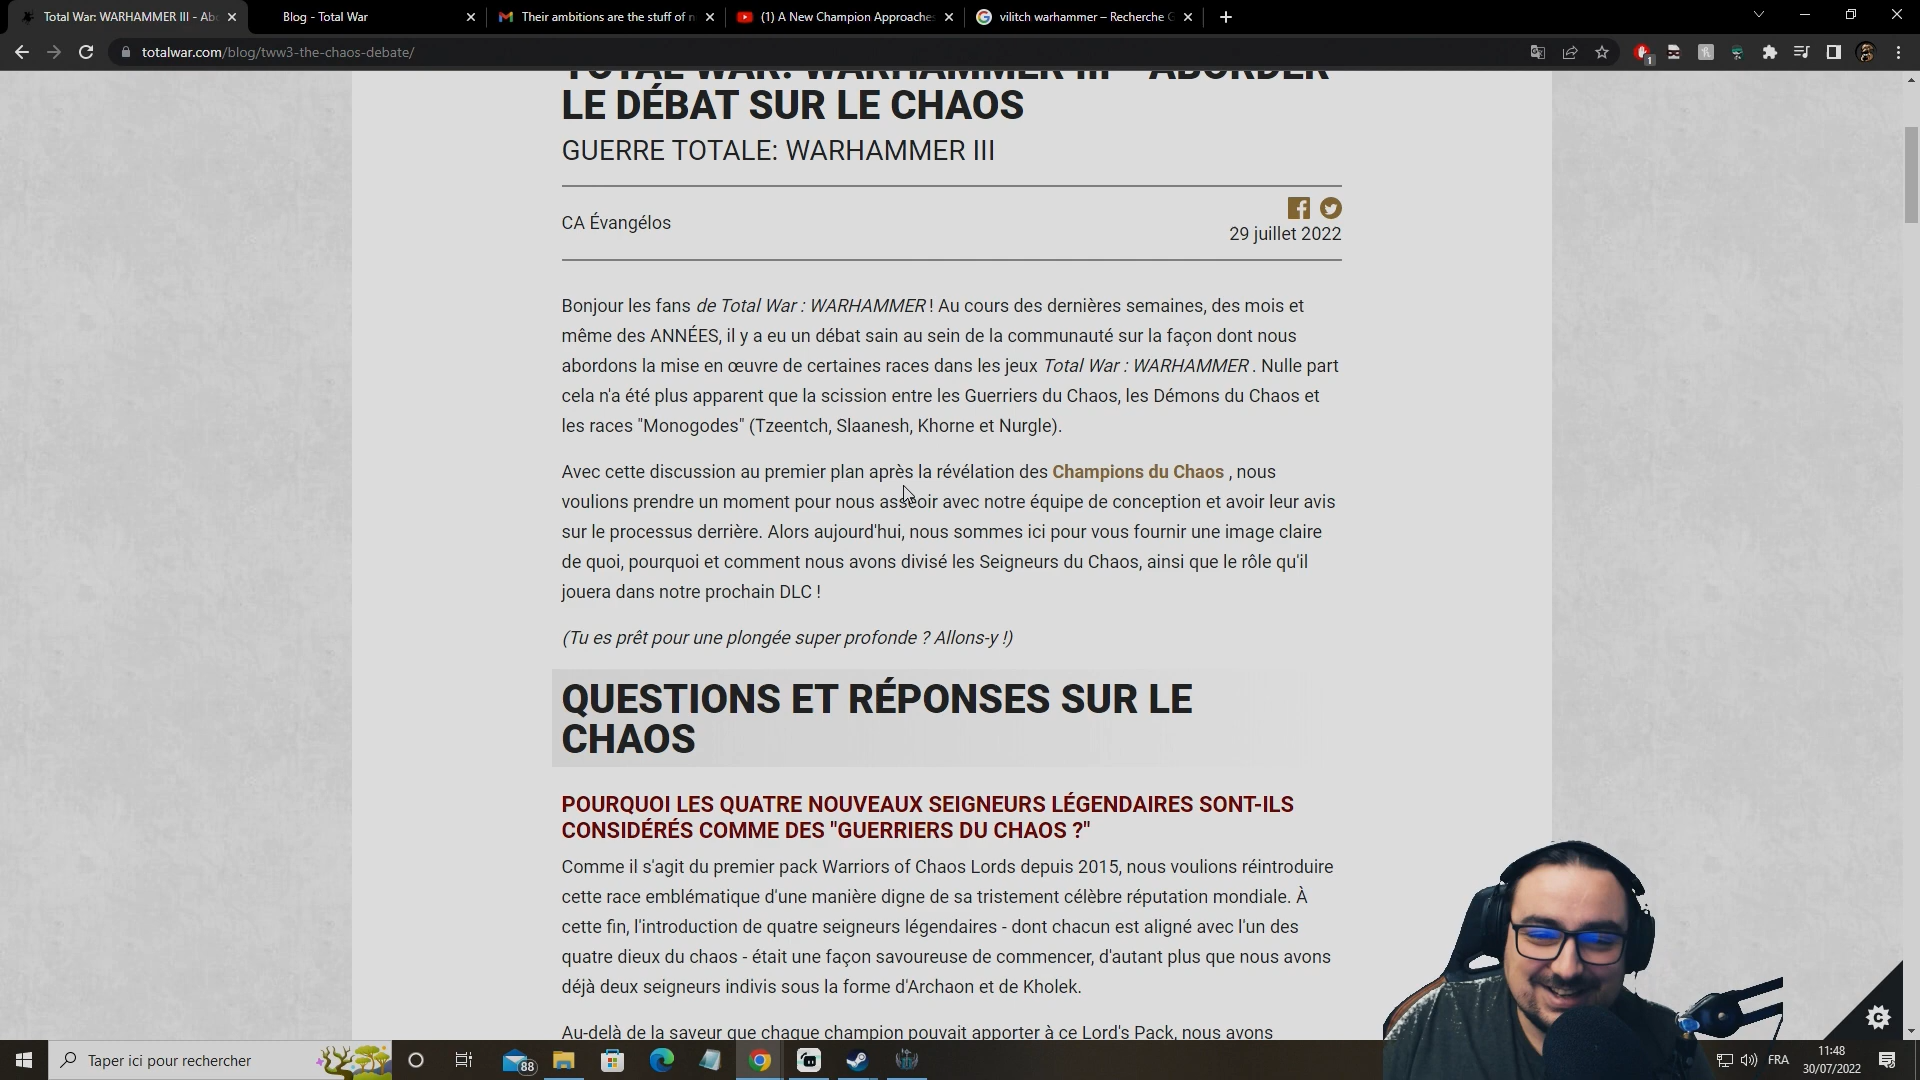 Total War: WARHAMMER III - Abo
Blog - Total War
Their ambitions are the stuff of n
(1) A New Champion Approaches
vilitch warhammer – Recherche G
totalwar.com/blog/tww3-the-chaos-debate/
1
TOTAL WAR: WARHAMMER III - ABORDER
LE DÉBAT SUR LE CHAOS
GUERRE TOTALE: WARHAMMER III
CA Évangélos
29 juillet 2022
Bonjour les fans de Total War : WARHAMMER ! Au cours des dernières semaines, des mois et
même des ANNÉES, il y a eu un débat sain au sein de la communauté sur la façon dont nous
abordons la mise en œuvre de certaines races dans les jeux Total War : WARHAMMER . Nulle part
cela n'a été plus apparent que la scission entre les Guerriers du Chaos, les Démons du Chaos et
les races "Monogodes" (Tzeentch, Slaanesh, Khorne et Nurgle).
Avec cette discussion au premier plan après la révélation des Champions du Chaos , nous
voulions prendre un moment pour nous asseoir avec notre équipe de conception et avoir leur avis
sur le processus derrière. Alors aujourd'hui, nous sommes ici pour vous fournir une image claire
de quoi, pourquoi et comment nous avons divisé les Seigneurs du Chaos, ainsi que le rôle qu'il
jouera dans notre prochain DLC !
(Tu es prêt pour une plongée super profonde ? Allons-y !)
QUESTIONS ET RÉPONSES SUR LE
CHAOS
POURQUOI LES QUATRE NOUVEAUX SEIGNEURS LÉGENDAIRES SONT-ILS
CONSIDÉRÉS COMME DES "GUERRIERS DU CHAOS ?"
Comme il s'agit du premier pack Warriors of Chaos Lords depuis 2015, nous voulions réintroduire
cette race emblématique d'une manière digne de sa tristement célèbre réputation mondiale. À
cette fin, l'introduction de quatre seigneurs légendaires - dont chacun est aligné avec l'un des
quatre dieux du chaos - était une façon savoureuse de commencer, d'autant plus que nous avons
déjà deux seigneurs indivis sous la forme d'Archaon et de Kholek.
Au-delà de la saveur que chaque champion pouvait apporter à ce Lord's Pack, nous avons
Taper ici pour rechercher
88
FRA
11:48
30/07/2022